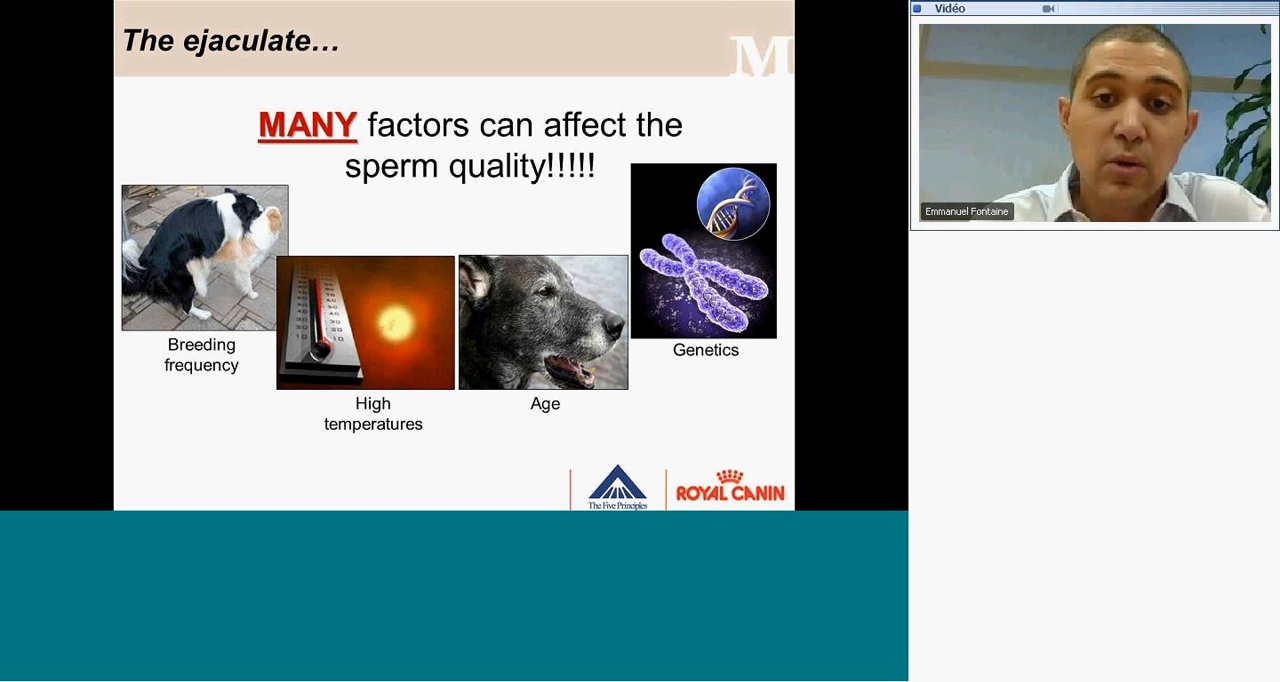 The ejaculate…
M
MANY factors can affect the
sperm quality!!!!!
Breeding
frequency
High
temperatures
Age
Genetics
The Five Principles
ROYAL CANIN
Vidéo
Emmanuel Fontaine